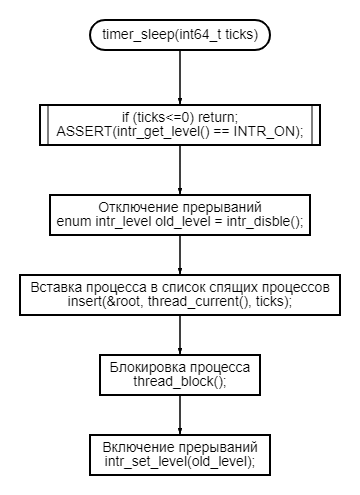 timer_sleep(int64_t ticks)
if (ticks<=0) return;
ASSERT(intr_get_level() == INTR_ON);
Отключение прерываний
enum intr_level old_level = intr_disble();
Вставка процесса в список спящих процессов
insert(&root, thread_current(), ticks);
Блокировка процесса
thread_block();
Включение прерываний
intr_set_level(old_level);